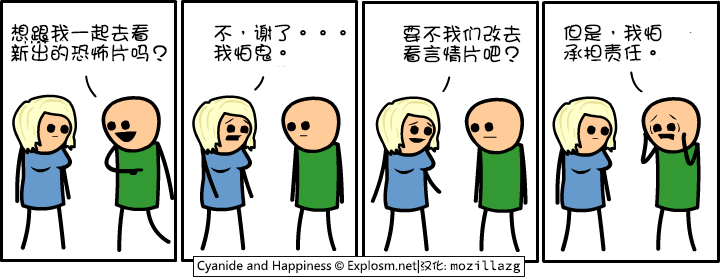 想跟我一起去看
新出的恐怖片吗？
不，谢了。。。
我怕鬼。
要不我们改去
看言情片吧？
但是，我怕
承担责任。
Cyanide and Happiness © Explosm.net|汉化: mozillazg